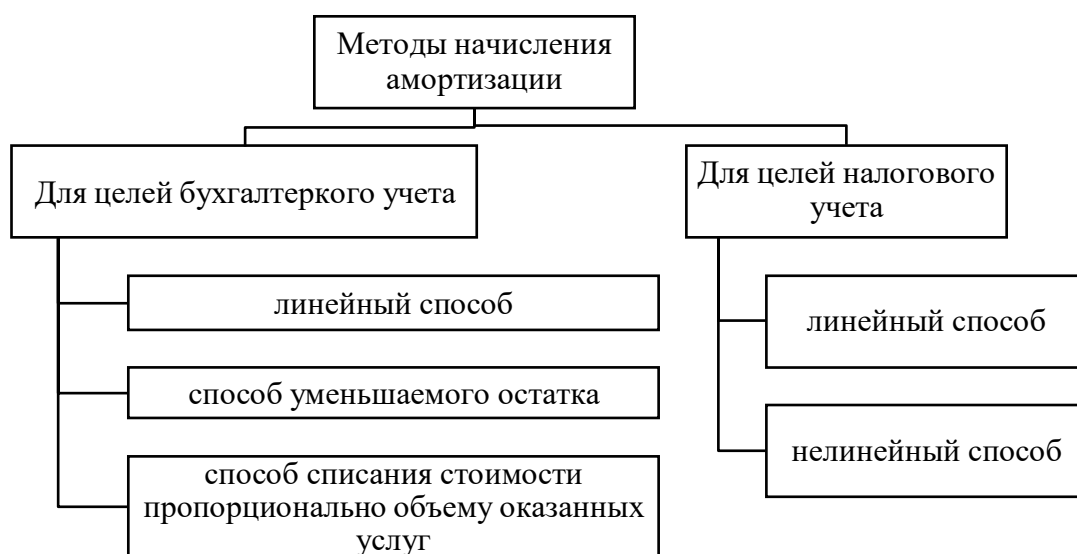 Методы начисления
амортизации
Для целей бухгалтеркого учета
линейный способ
способ уменьшаемого остатка
способ списания стоимости
пропорционально объему оказанных
услуг
Для целей налогового
учета
линейный способ
нелинейный способ